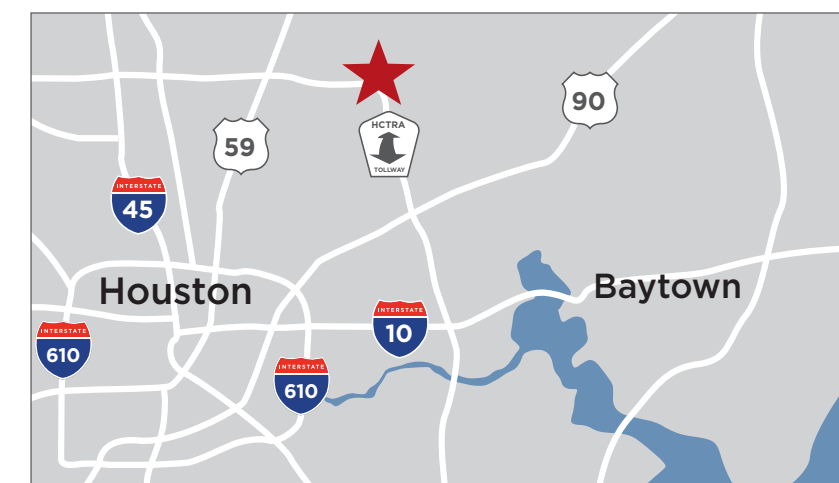 HCTRA
TOLLWAY
90
59
INTERSTATE
45
Houston
Baytown
INTERSTATE
10
INTERSTATE
610
INTERSTATE
610